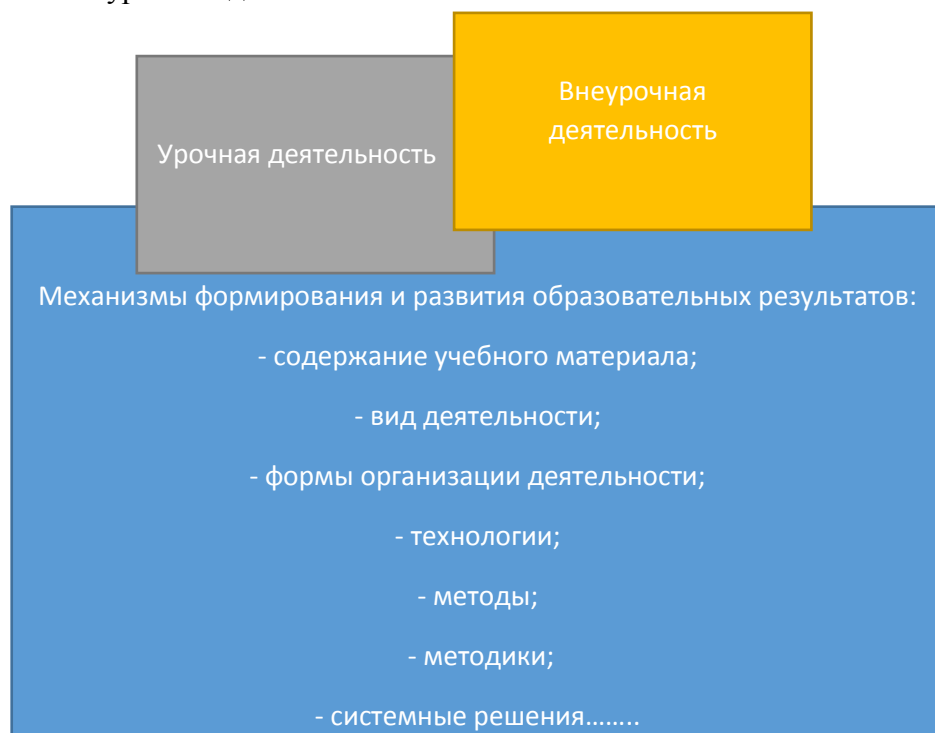 Внеурочная
деятельность
Урочная деятельность
Механизмы формирования и развития образовательных результатов:
- содержание учебного материала;
- вид деятельности;
- формы организации деятельности;
- технологии;
- методы;
- методики;
- системные решения……..